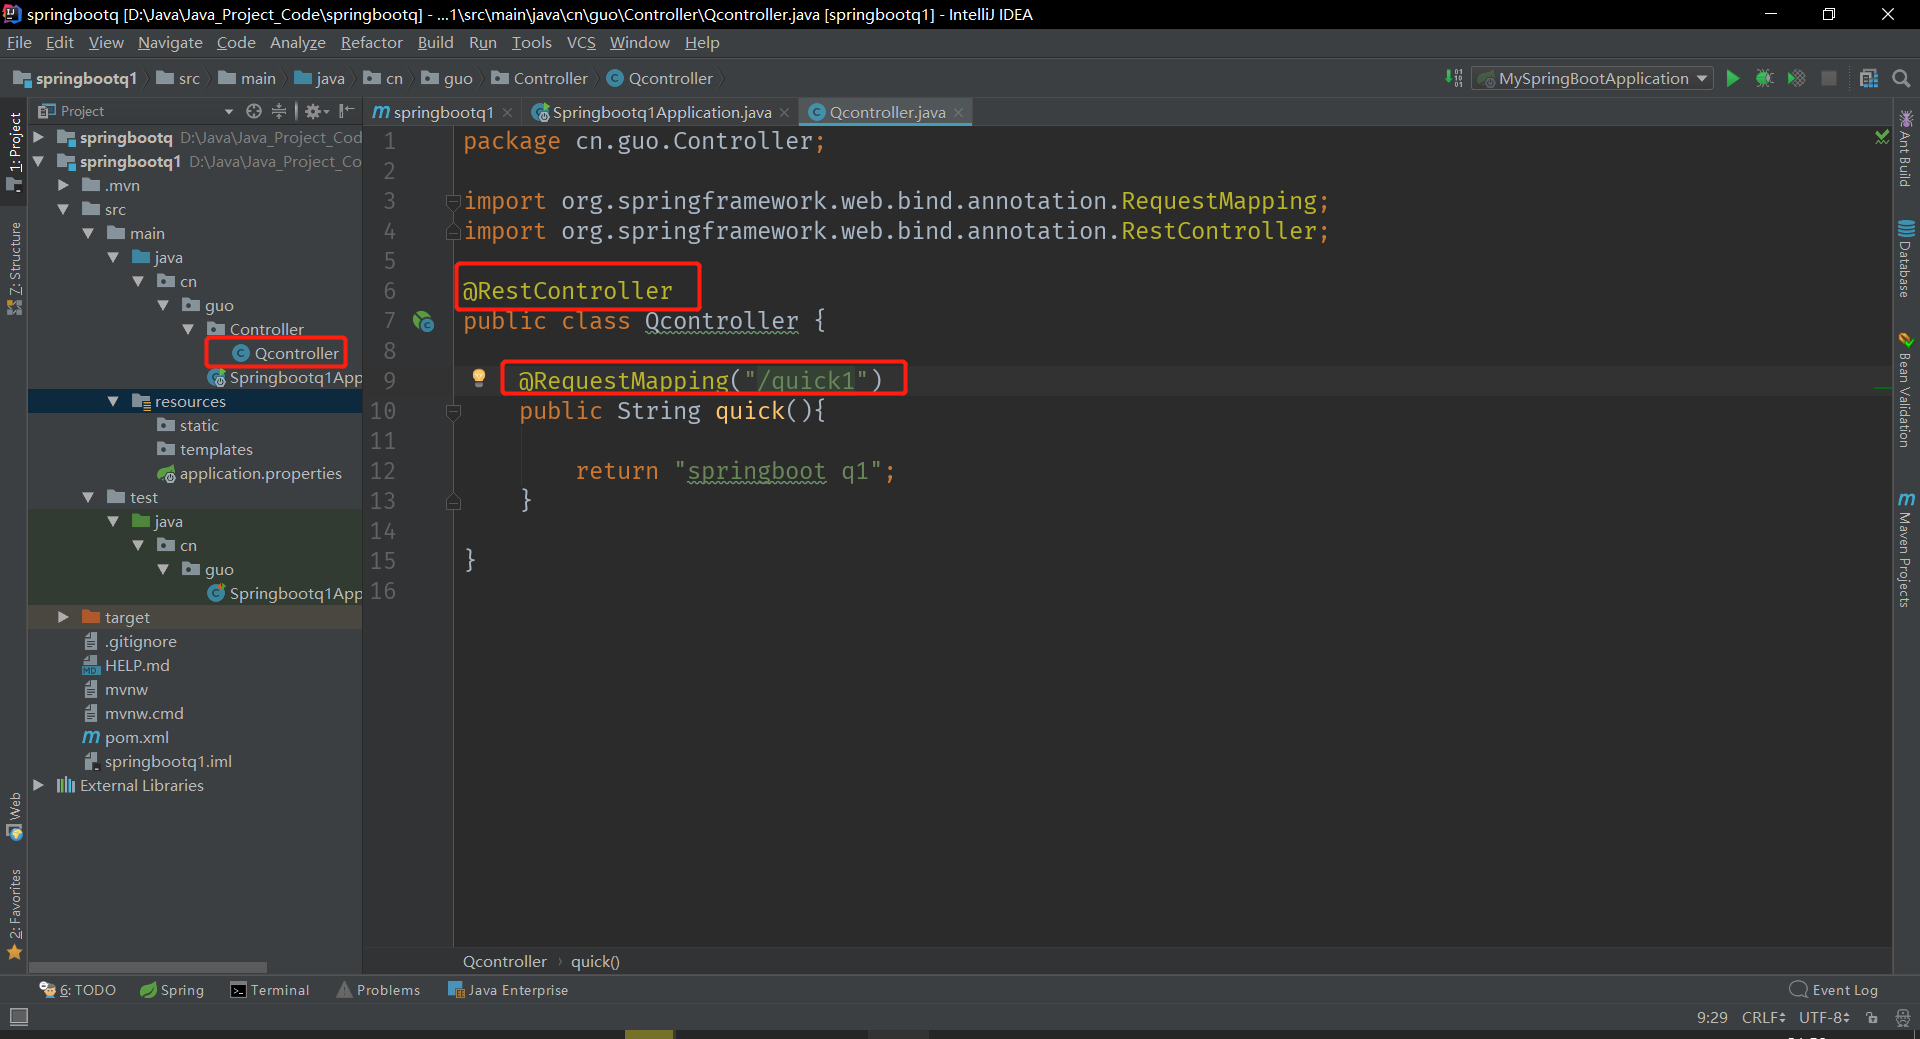 springbootq [D:\Java\Java_Project_Code\springbootq] - ...1\src\main\java\cn\guo\Controller\Qcontroller.java [springbootq1] - IntelliJ IDEA
File Edit View Navigate Code Analyze Refactor Build Run Tools VCS Window Help
springbootq1 src main java cn guo Controller Qcontroller MySpringBootApplication
1: Project
Z: Structure
Web
2: Favorites
Project
springbootq D:\Java\Java_Project_Cod
springbootq1 D:\Java\Java_Project_Co
.mvn
src
main
java
cn
guo
Controller
Qcontroller
Springbootq1App
resources
static
templates
application.properties
test
java
cn
guo
Springbootq1App
target
.gitignore
HELP.md
mvnw
mvnw.cmd
pom.xml
springbootq1.iml
External Libraries
springbootq1 Springbootq1Application.java Qcontroller.java
1 package cn.guo.Controller;
2
3 import org.springframework.web.bind.annotation.RequestMapping;
4 import org.springframework.web.bind.annotation.RestController;
5
6 @RestController
7 public class Qcontroller {
8
9 @RequestMapping("/quick1")
10 public String quick(){
11
12 return "springboot q1";
13 }
14
15 }
16
Qcontroller › quick()
Ant Build
Database
Bean Validation
Maven Projects
6: TODO Spring Terminal Problems Java Enterprise Event Log
9:29 CRLF UTF-8